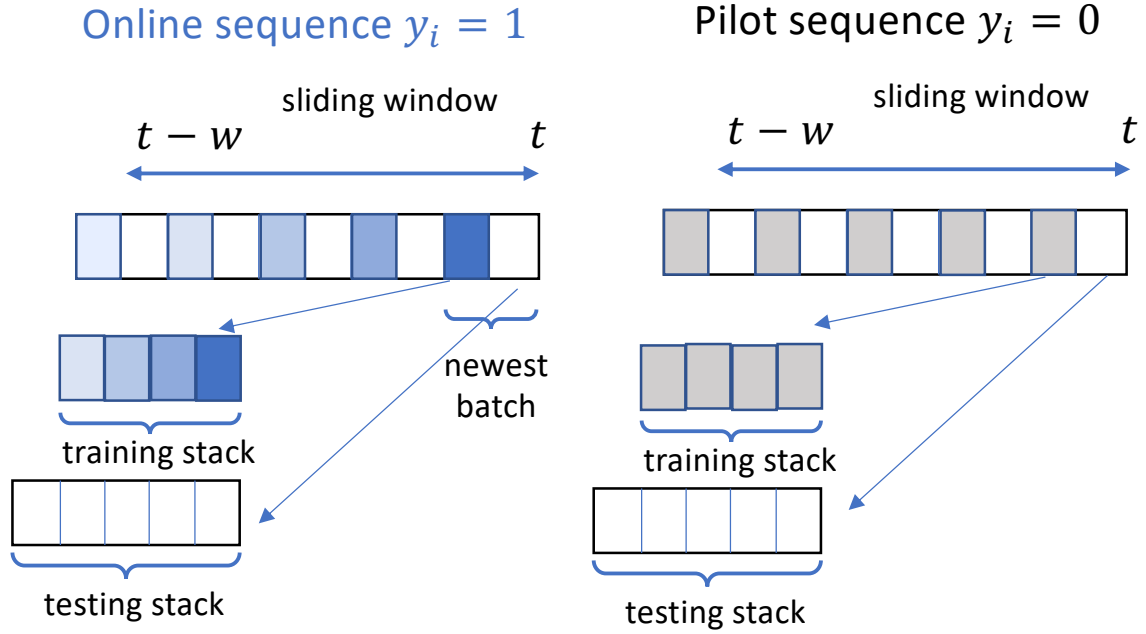 Online sequence $y_i = 1$
sliding window
$t - w$
$t$
newest
batch
training stack
testing stack
Pilot sequence $y_i = 0$
sliding window
$t - w$
$t$
training stack
testing stack